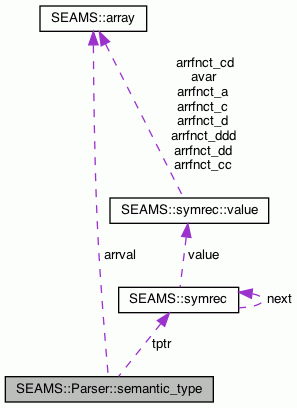 SEAMS::array
arrfnct_cd
avar
arrfnct_a
arrfnct_c
arrfnct_d
arrfnct_ddd
arrfnct_dd
arrfnct_cc
SEAMS::symrec::value
arrval
value
SEAMS::symrec
next
tptr
SEAMS::Parser::semantic_type